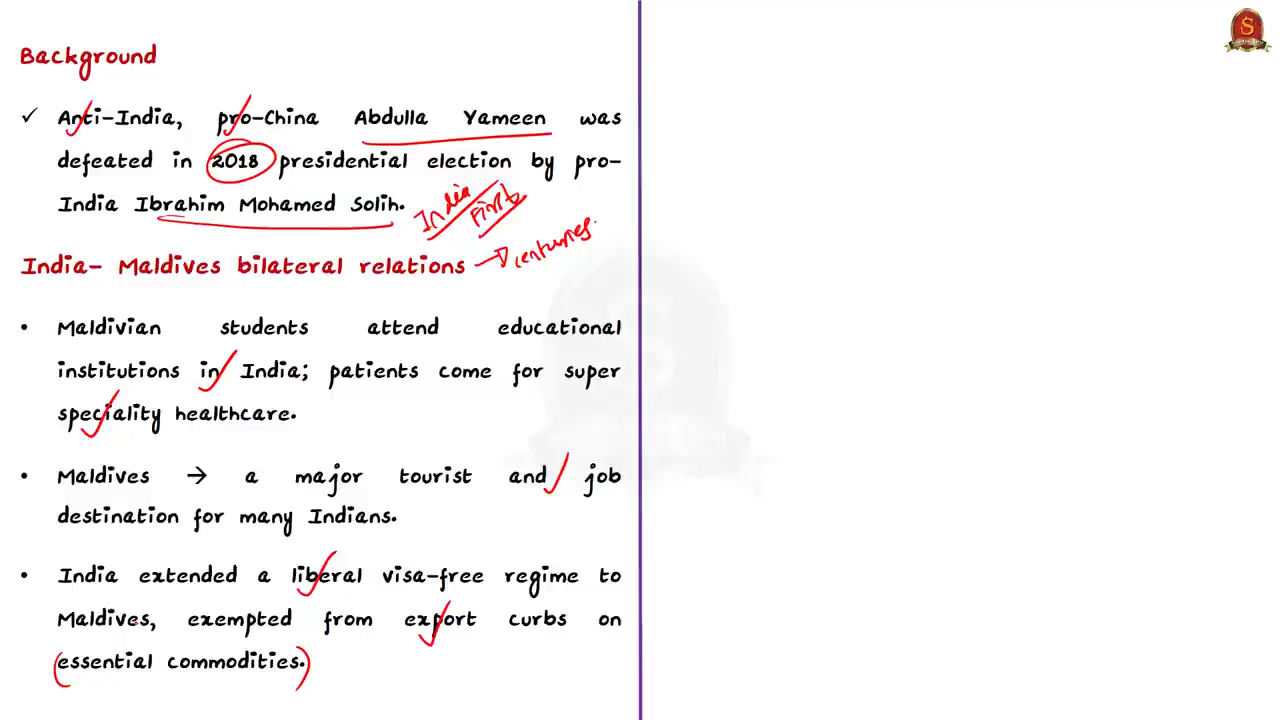 Background
✓ Anti-India, pro-China Abdulla Yameen was
defeated in 2018 presidential election by pro-
India Ibrahim Mohamed Solih.
India First
India- Maldives bilateral relations → centuries.
• Maldivian students attend educational
institutions in India; patients come for super
speciality healthcare.
• Maldives → a major tourist and job
destination for many Indians.
• India extended a liberal visa-free regime to
Maldives, exempted from export curbs on
(essential commodities.)
S